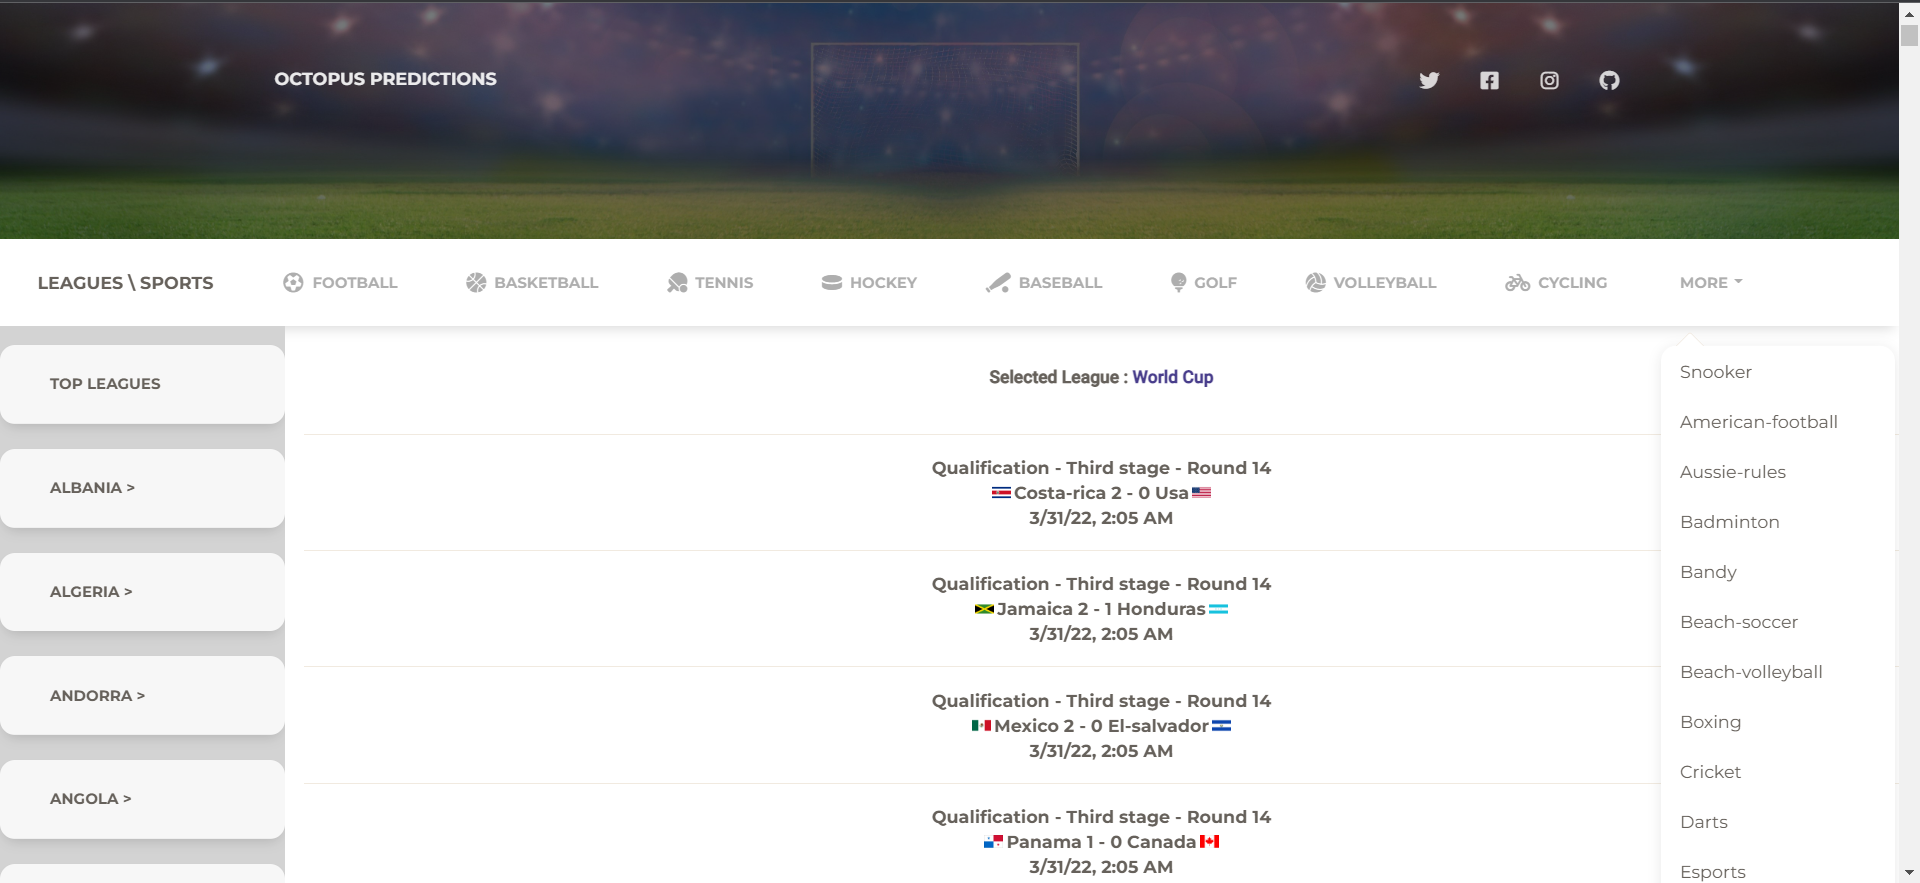 OCTOPUS PREDICTIONS
LEAGUES \ SPORTS
FOOTBALL
BASKETBALL
TENNIS
HOCKEY
BASEBALL
GOLF
VOLLEYBALL
CYCLING
MORE
TOP LEAGUES
ALBANIA >
ALGERIA >
ANDORRA >
ANGOLA >
Selected League : World Cup
Qualification - Third stage - Round 14
Costa-rica 2 - 0 Usa
3/31/22, 2:05 AM
Qualification - Third stage - Round 14
Jamaica 2 - 1 Honduras
3/31/22, 2:05 AM
Qualification - Third stage - Round 14
Mexico 2 - 0 El-salvador
3/31/22, 2:05 AM
Qualification - Third stage - Round 14
Panama 1 - 0 Canada
3/31/22, 2:05 AM
Snooker
American-football
Aussie-rules
Badminton
Bandy
Beach-soccer
Beach-volleyball
Boxing
Cricket
Darts
Esports